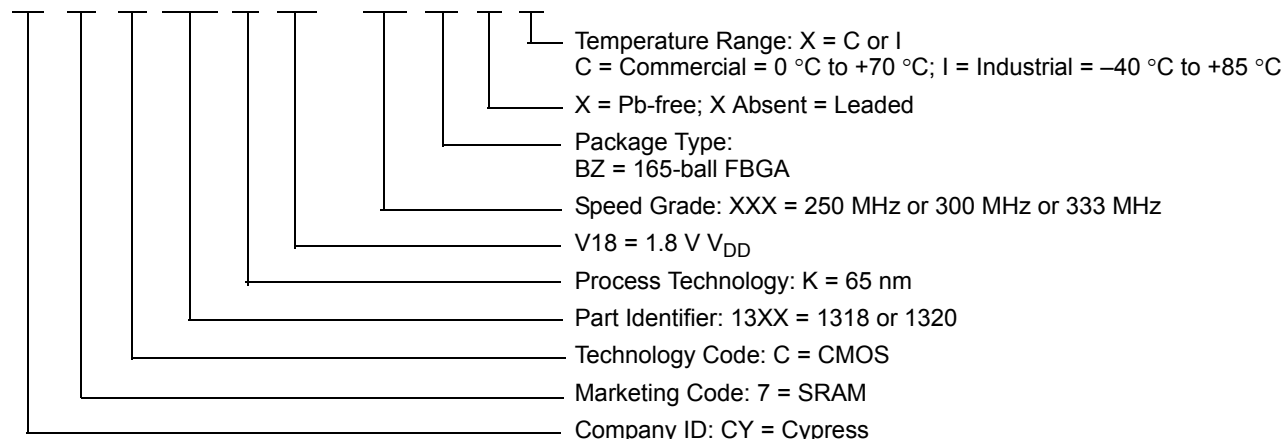 Temperature Range: X = C or I
C = Commercial = 0 °C to +70 °C; I = Industrial = –40 °C to +85 °C
X = Pb-free; X Absent = Leaded
Package Type:
BZ = 165-ball FBGA
Speed Grade: XXX = 250 MHz or 300 MHz or 333 MHz
V18 = 1.8 V VDD
Process Technology: K = 65 nm
Part Identifier: 13XX = 1318 or 1320
Technology Code: C = CMOS
Marketing Code: 7 = SRAM
Company ID: CY = Cypress